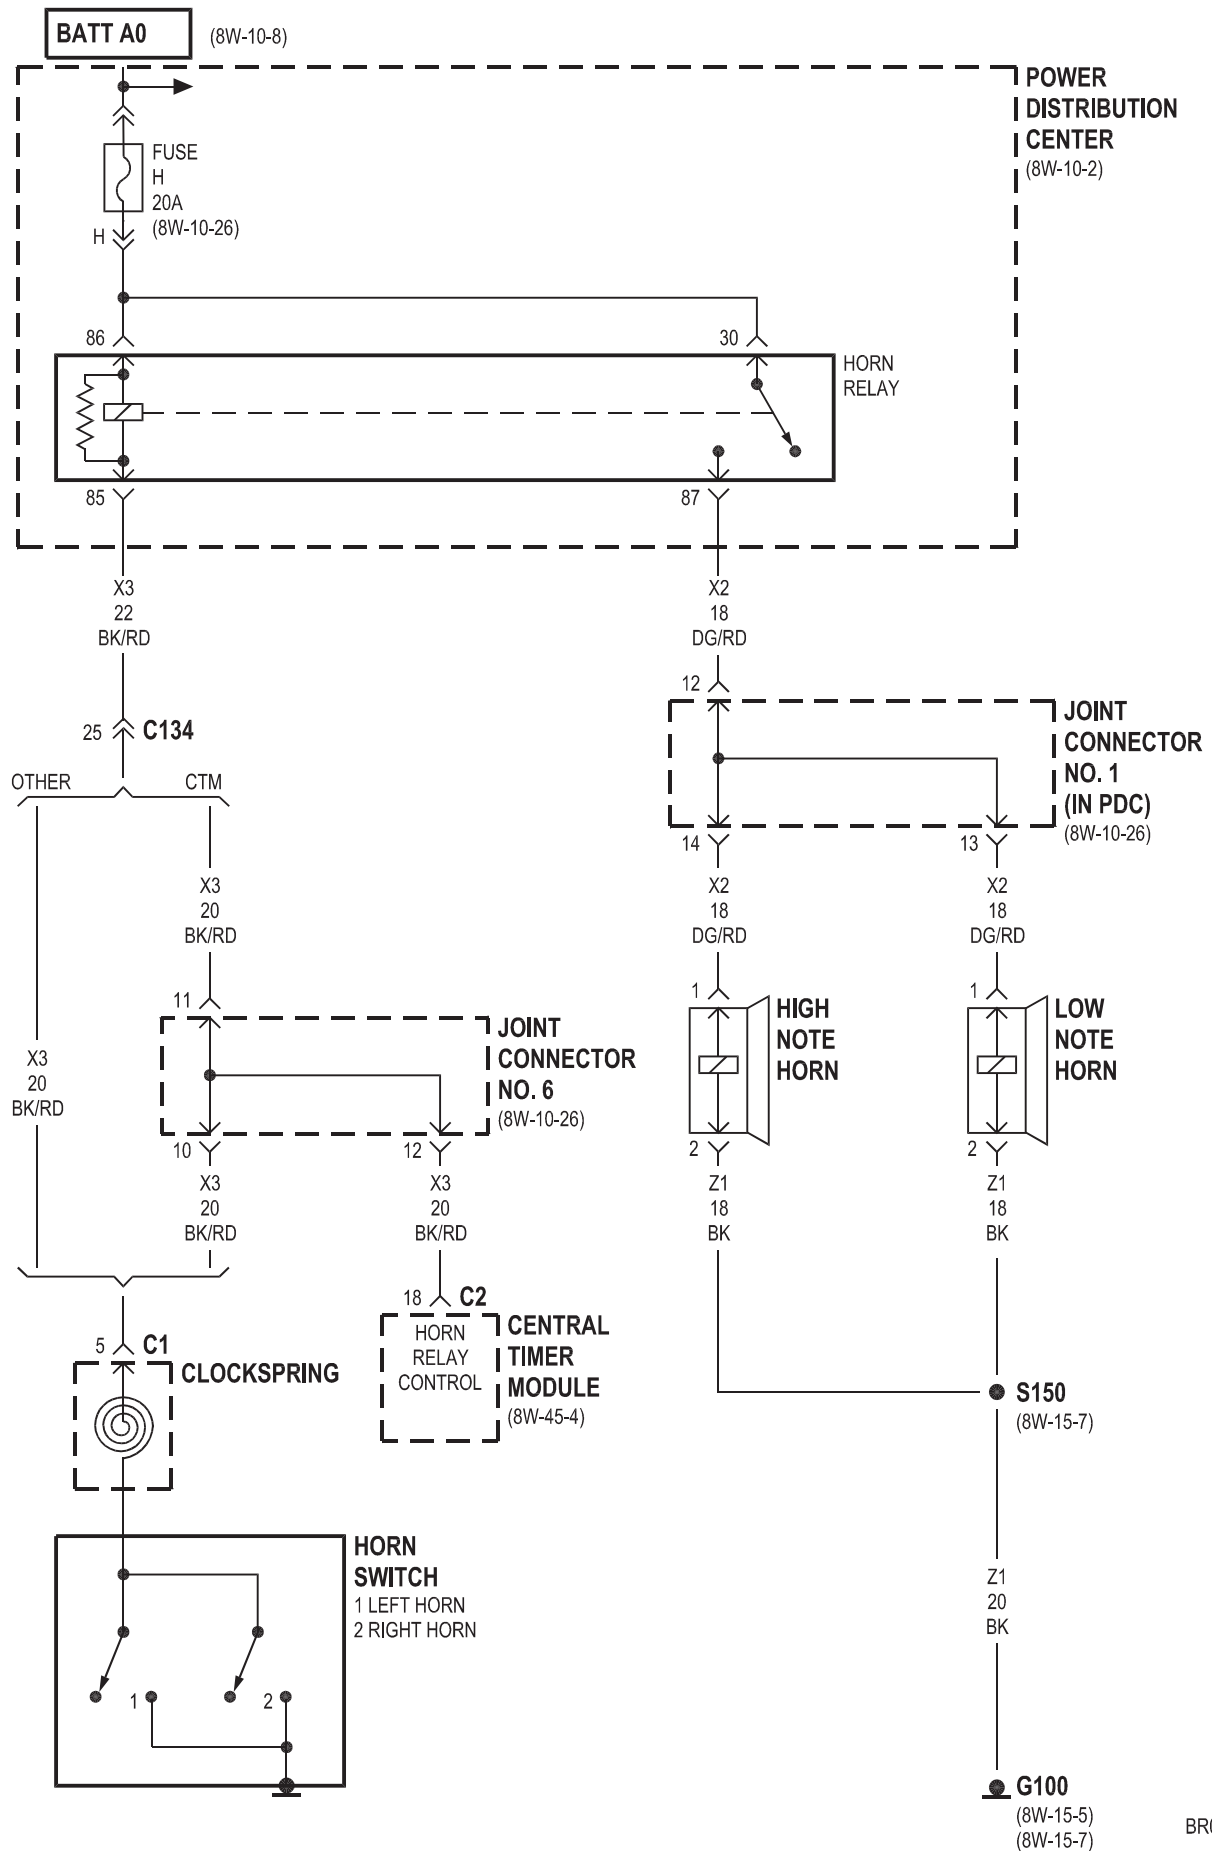 BATT A0
(8W-10-8)
POWER
DISTRIBUTION
CENTER
(8W-10-2)
FUSE
H
20A
(8W-10-26)
H
86
30
HORN
RELAY
85
87
X3
22
BK/RD
X2
18
DG/RD
12
25
C134
JOINT
CONNECTOR
NO. 1
(IN PDC)
(8W-10-26)
OTHER
CTM
14
13
X3
20
BK/RD
X2
18
DG/RD
X2
18
DG/RD
11
1
1
HIGH
NOTE
HORN
LOW
NOTE
HORN
JOINT
CONNECTOR
NO. 6
(8W-10-26)
X3
20
BK/RD
10
12
2
2
X3
20
BK/RD
X3
20
BK/RD
Z1
18
BK
Z1
18
BK
18
C2
HORN
RELAY
CONTROL
CENTRAL
TIMER
MODULE
(8W-45-4)
5
C1
CLOCKSPRING
S150
(8W-15-7)
HORN
SWITCH
1 LEFT HORN
2 RIGHT HORN
1
2
Z1
20
BK
G100
(8W-15-5)
(8W-15-7)